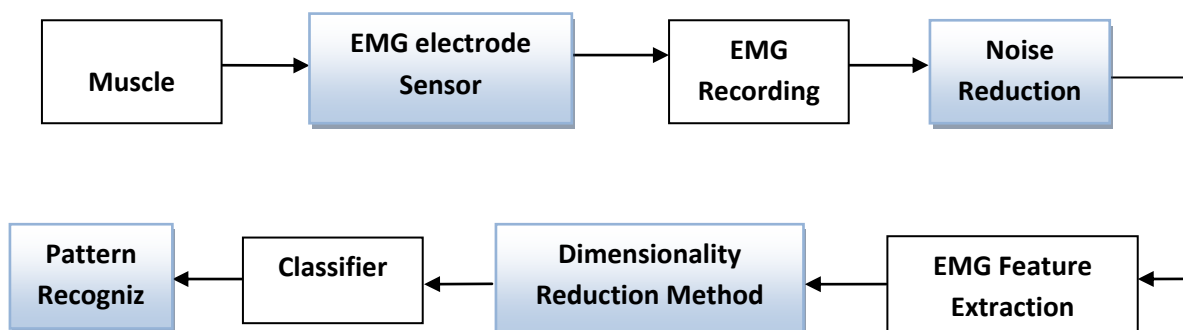 Muscle
EMG electrode
Sensor
EMG
Recording
Noise
Reduction
Pattern
Recogniz
Classifier
Dimensionality
Reduction Method
EMG Feature
Extraction